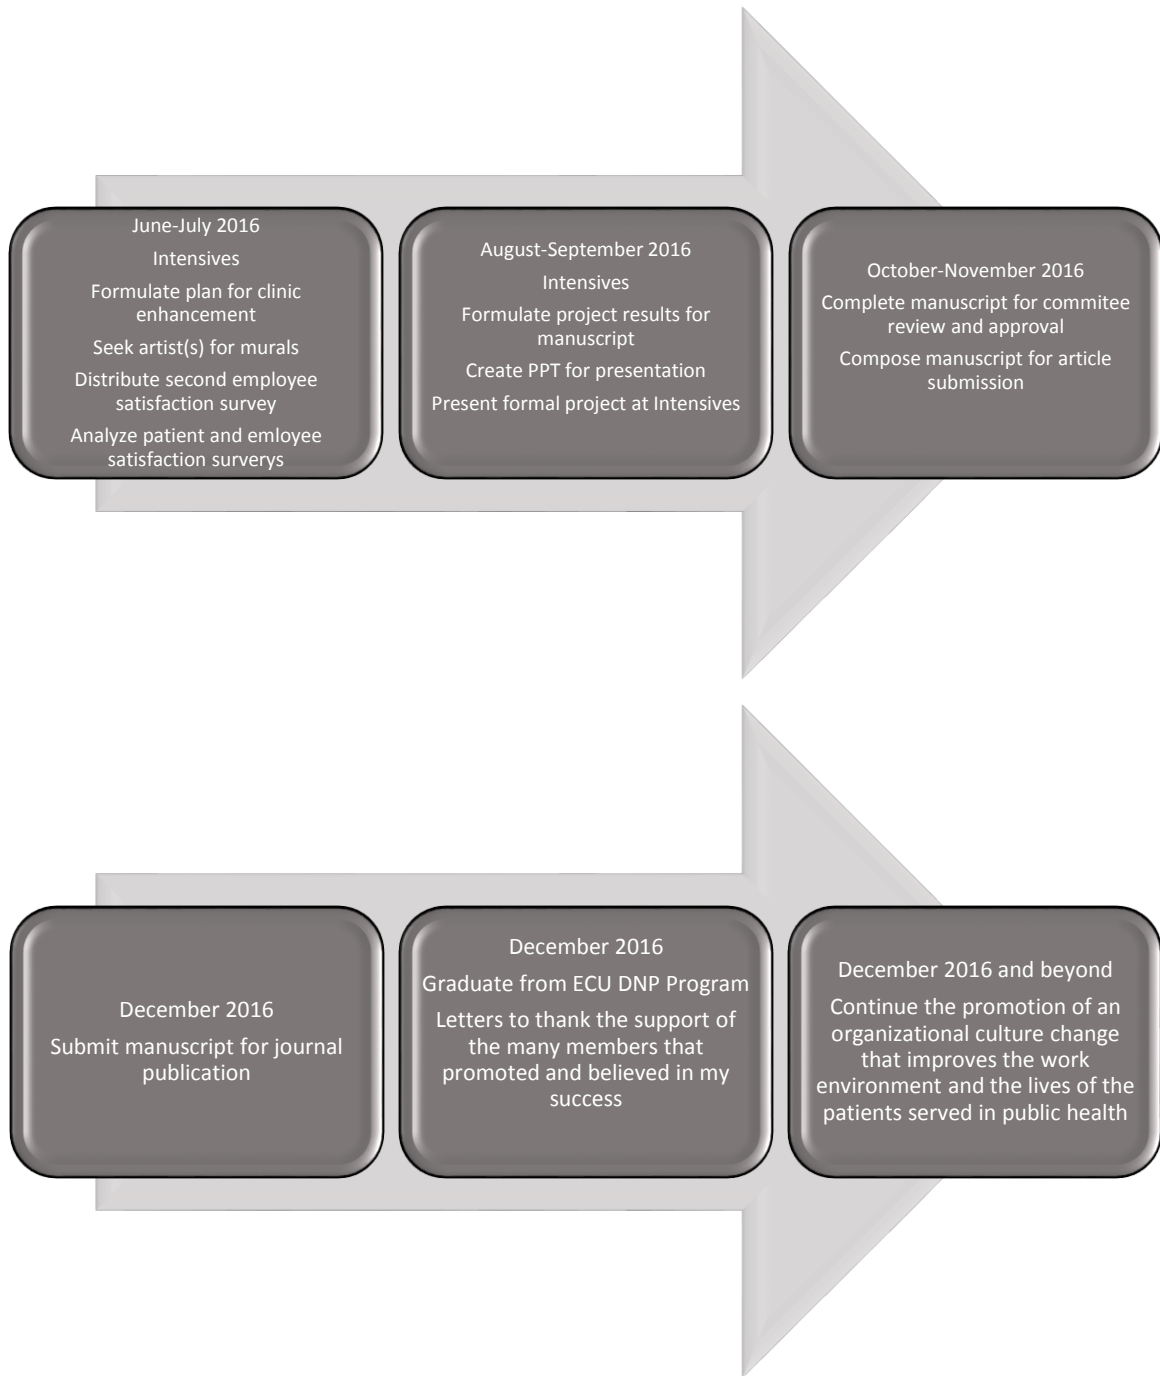 June-July 2016
Intensives
Formulate plan for clinic
enhancement
Seek artist(s) for murals
Distribute second employee
satisfaction survey
Analyze patient and emloyee
satisfaction surverys
August-September 2016
Intensives
Formulate project results for
manuscript
Create PPT for presentation
Present formal project at Intensives
October-November 2016
Complete manuscript for commitee
review and approval
Compose manuscript for article
submission
December 2016
Submit manuscript for journal
publication
December 2016
Graduate from ECU DNP Program
Letters to thank the support of
the many members that
promoted and believed in my
success
December 2016 and beyond
Continue the promotion of an
organizational culture change
that improves the work
environment and the lives of the
patients served in public health